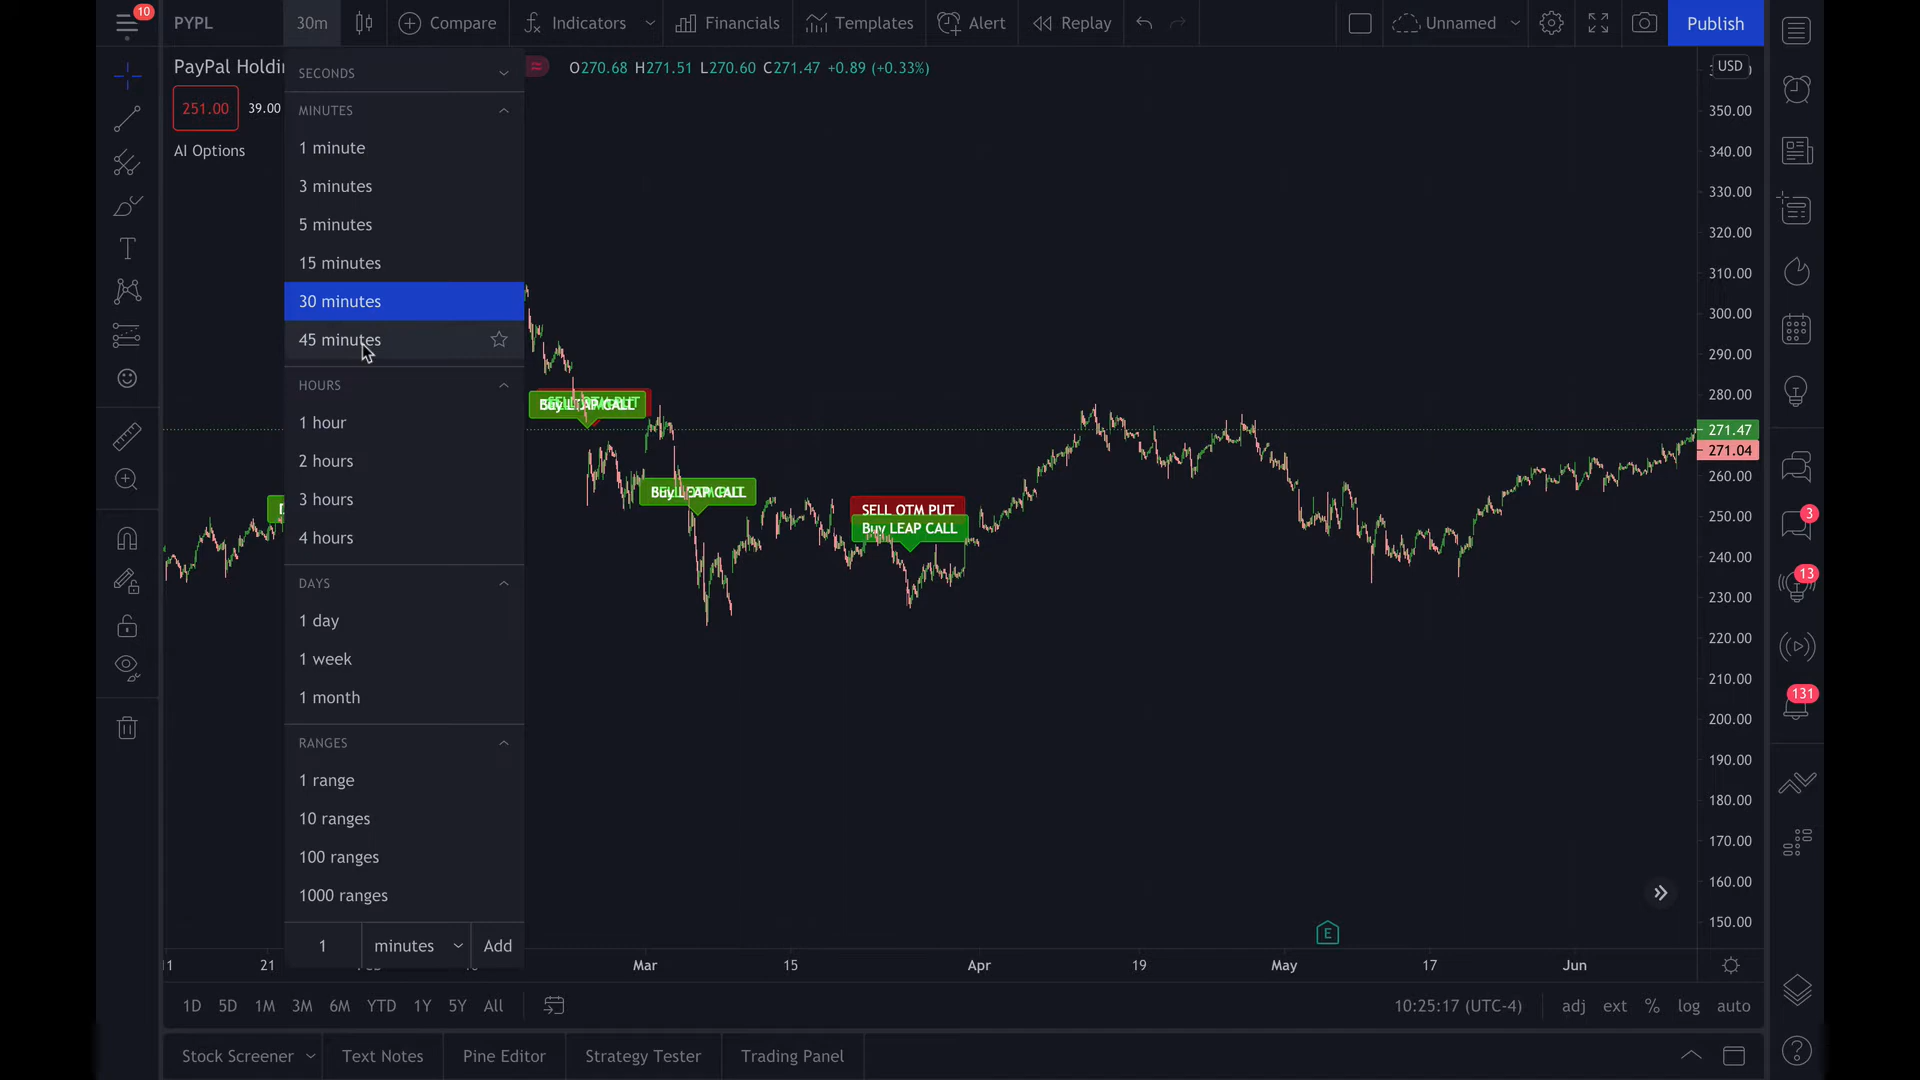 10
PYPL
30m
Compare
Indicators
Financials
Templates
Alert
Replay
Unnamed
Publish
PayPal Holdin
O270.68 H271.51 L270.60 C271.47 +0.89 (+0.33%)
USD
251.00
39.00
AI Options
SECONDS
MINUTES
1 minute
3 minutes
5 minutes
15 minutes
30 minutes
45 minutes
HOURS
1 hour
2 hours
3 hours
4 hours
DAYS
1 day
1 week
1 month
RANGES
1 range
10 ranges
100 ranges
1000 ranges
1
minutes
Add
Buy LEAP CALL
SELL OTM PUT
Buy LEAP CALL
SELL OTM PUT
Buy LEAP CALL
350.00
340.00
330.00
320.00
310.00
300.00
290.00
280.00
271.47
271.04
260.00
250.00
240.00
230.00
220.00
210.00
200.00
190.00
180.00
170.00
160.00
150.00
E
3
13
131
11
21
Mar
15
Apr
19
May
17
Jun
1D
5D
1M
3M
6M
YTD
1Y
5Y
All
10:25:17 (UTC-4)
adj
ext
%
log
auto
Stock Screener
Text Notes
Pine Editor
Strategy Tester
Trading Panel